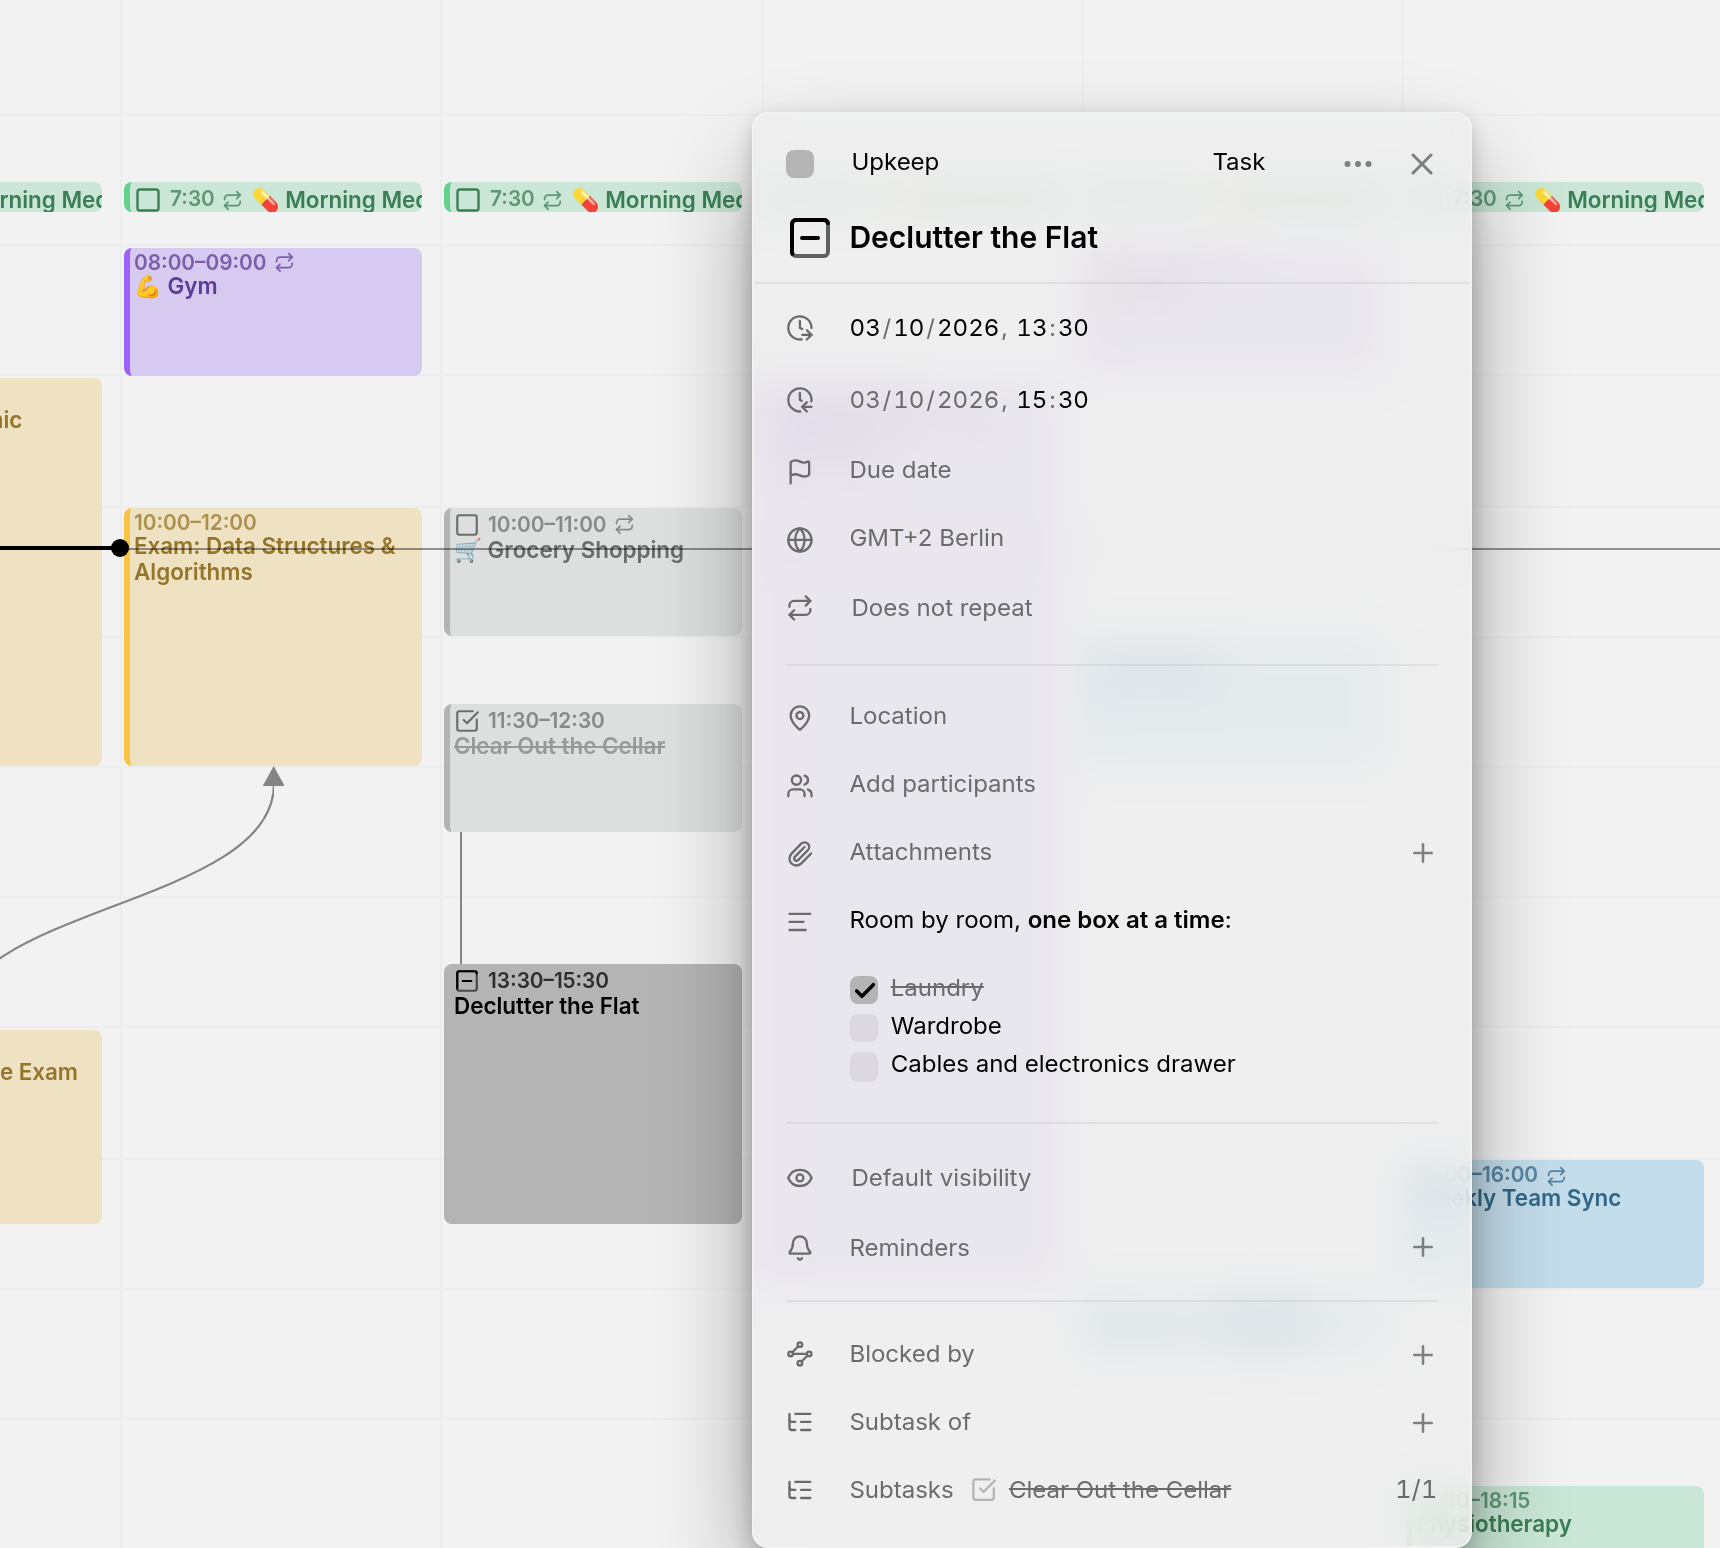 rning Med
7:30 Morning Med
7:30 Morning Med
7:30 Morning Med
08:00–09:00
Gym
ic
10:00–12:00
Exam: Data Structures &
Algorithms
10:00–11:00
Grocery Shopping
11:30–12:30
Clear Out the Cellar
13:30–15:30
Declutter the Flat
e Exam
Upkeep
Task
Declutter the Flat
03/10/2026, 13:30
03/10/2026, 15:30
Due date
GMT+2 Berlin
Does not repeat
Location
Add participants
Attachments
Room by room, one box at a time:
Laundry
Wardrobe
Cables and electronics drawer
Default visibility
Reminders
Blocked by
Subtask of
Subtasks Clear Out the Cellar 1/1
–16:00
ekly Team Sync
–18:15
ysiotherapy